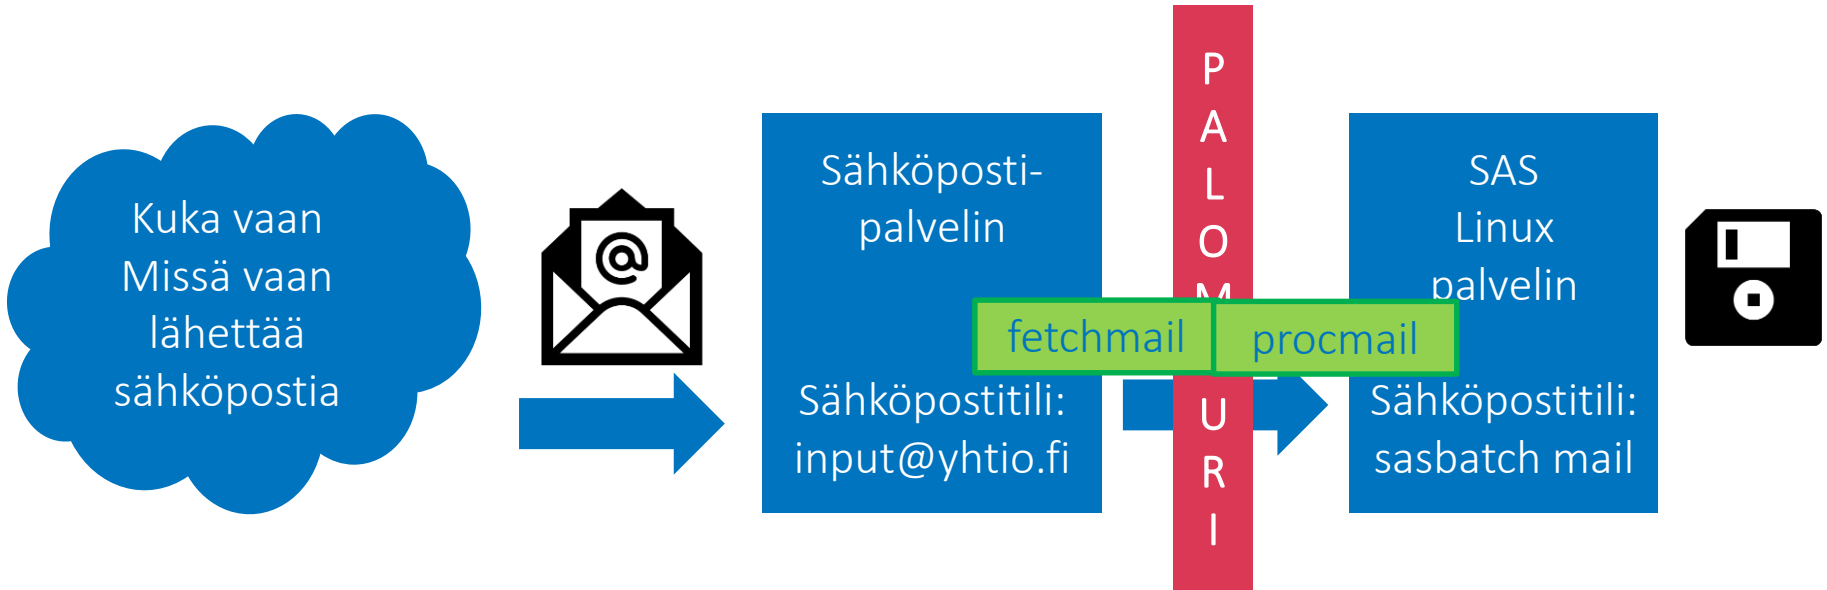 Kuka vaan
Missä vaan
lähettää
sähköpostia
@
Sähköposti-
palvelin
Sähköpostitili:
input@yhtio.fi
fetchmail
P
A
L
O
M
U
R
I
procmail
SAS
Linux
palvelin
Sähköpostitili:
sasbatch mail